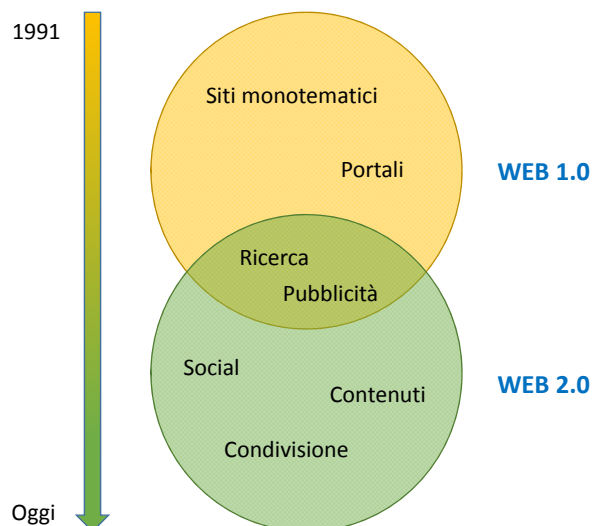 1991
Siti monotematici
Portali
WEB 1.0
Ricerca
Pubblicità
Social
Contenuti
WEB 2.0
Condivisione
Oggi